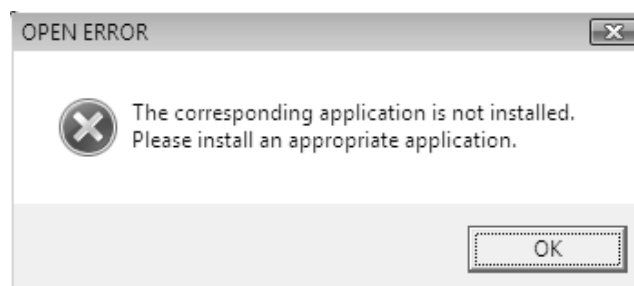 OPEN ERROR
The corresponding application is not installed.
Please install an appropriate application.
OK